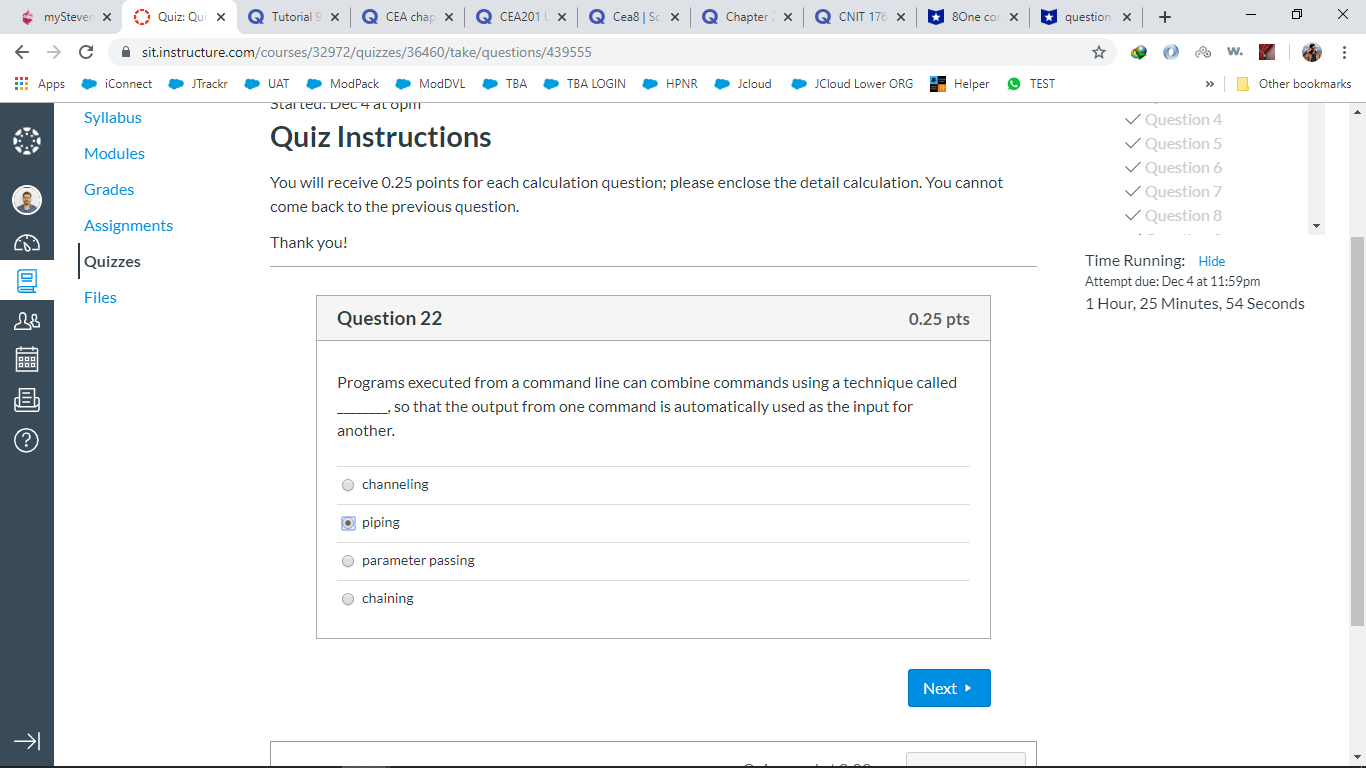 mySteven
Quiz: Qui
Tutorial 9
CEA chap
CEA201
Cea8 | Sc
Chapter
CNIT 176
8One co
question
sit.instructure.com/courses/32972/quizzes/36460/take/questions/439555
Apps
iConnect
JTrackr
UAT
ModPack
ModDVL
TBA
TBA LOGIN
HPNR
Jcloud
JCloud Lower ORG
Helper
TEST
»
Other bookmarks
Syllabus
Modules
Grades
Assignments
Quizzes
Files
Started: Dec 4 at 6pm
Quiz Instructions
You will receive 0.25 points for each calculation question; please enclose the detail calculation. You cannot
come back to the previous question.
Thank you!
Question 22
0.25 pts
Programs executed from a command line can combine commands using a technique called
________, so that the output from one command is automatically used as the input for
another.
channeling
piping
parameter passing
chaining
Next
Question 4
Question 5
Question 6
Question 7
Question 8
Time Running: Hide
Attempt due: Dec 4 at 11:59pm
1 Hour, 25 Minutes, 54 Seconds